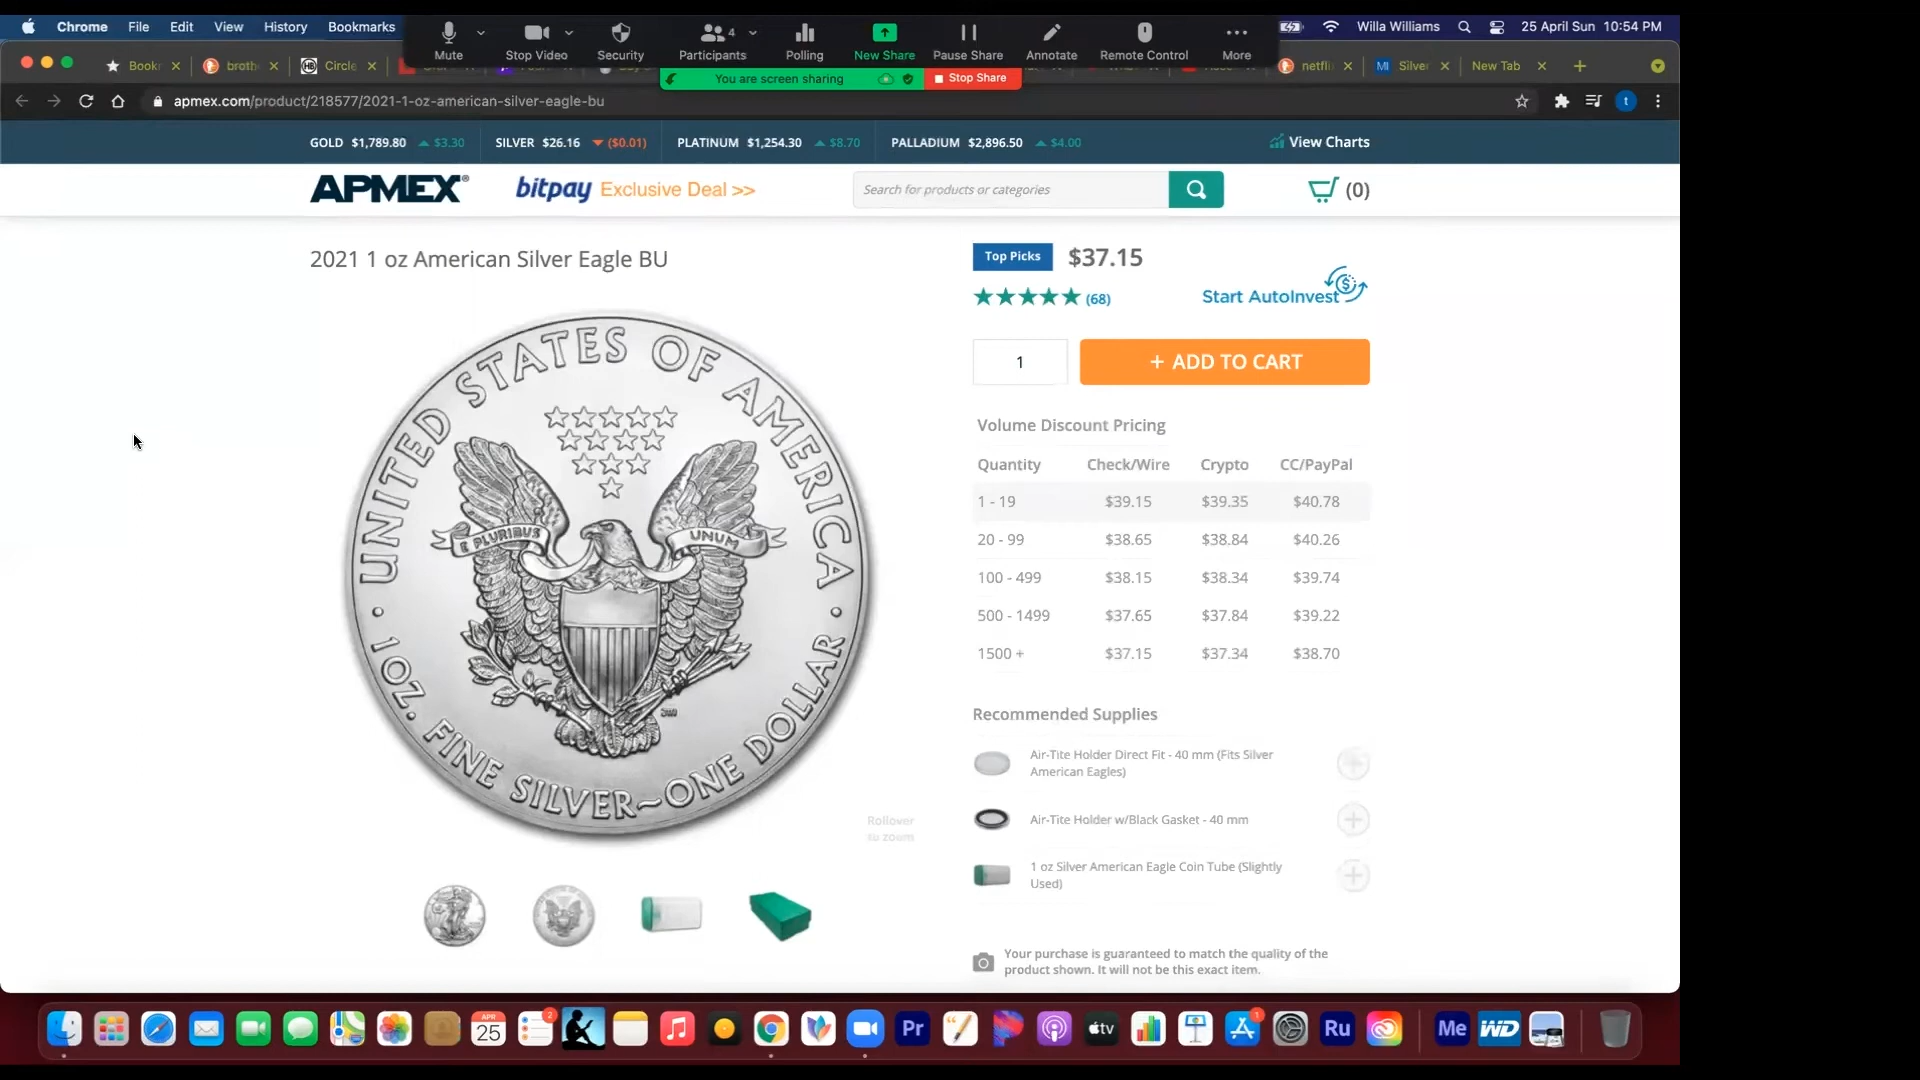 Chrome File Edit View History Bookmarks
Willa Williams 25 April Sun 10:54 PM
Mute Stop Video Security Participants 4 Polling New Share Pause Share Annotate Remote Control More
You are screen sharing Stop Share
Book Circle netfli Silver New Tab
apmex.com/product/218577/2021-1-oz-american-silver-eagle-bu
GOLD $1,789.80 $3.30 SILVER $26.16 ($0.01) PLATINUM $1,254.30 $8.70 PALLADIUM $2,896.50 $4.00 View Charts
APMEX® bitpay Exclusive Deal >> Search for products or categories (0)
2021 1 oz American Silver Eagle BU
Top Picks $37.15
(68) Start AutoInvest
1 + ADD TO CART
UNITED STATES OF AMERICA
E PLURIBUS UNUM
1 OZ. FINE SILVER~ONE DOLLAR
Rollover
to zoom
Volume Discount Pricing
Quantity Check/Wire Crypto CC/PayPal
1 - 19 $39.15 $39.35 $40.78
20 - 99 $38.65 $38.84 $40.26
100 - 499 $38.15 $38.34 $39.74
500 - 1499 $37.65 $37.84 $39.22
1500 + $37.15 $37.34 $38.70
Recommended Supplies
Air-Tite Holder Direct Fit - 40 mm (Fits Silver
American Eagles)
Air-Tite Holder w/Black Gasket - 40 mm
1 oz Silver American Eagle Coin Tube (Slightly
Used)
Your purchase is guaranteed to match the quality of the
product shown. It will not be this exact item.
APR 25 2 Pr tv 1 Ru Me WD